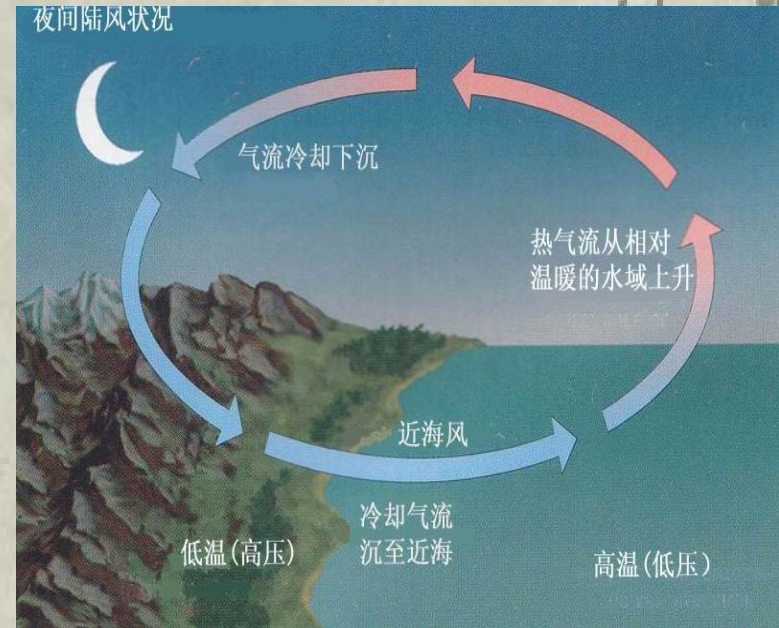 夜间陆风状况
气流冷却下沉
热气流从相对
温暖的水域上升
近海风
冷却气流
沉至近海
低温(高压)
高温(低压)